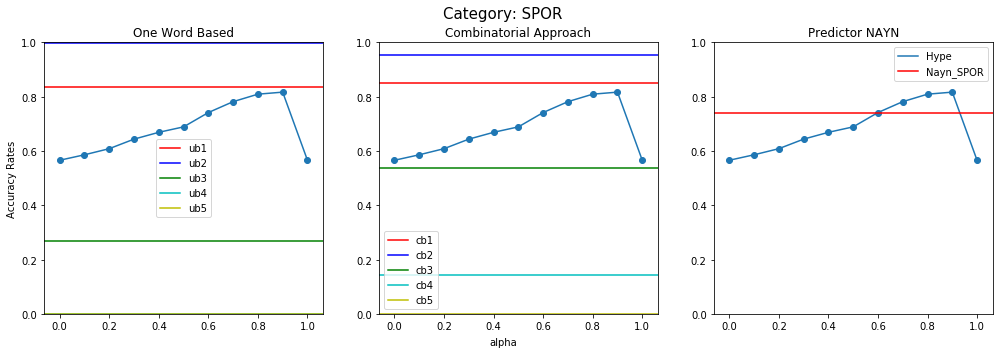 Category: SPOR
One Word Based
Accuracy Rates
1.0
0.8
0.6
0.4
0.2
0.0
ub1
ub2
ub3
ub4
ub5
0.0 0.2 0.4 0.6 0.8 1.0
Combinatorial Approach
1.0
0.8
0.6
0.4
0.2
0.0
cb1
cb2
cb3
cb4
cb5
0.0 0.2 0.4 0.6 0.8 1.0
alpha
Predictor NAYN
1.0
0.8
0.6
0.4
0.2
0.0
Hype
Nayn_SPOR
0.0 0.2 0.4 0.6 0.8 1.0